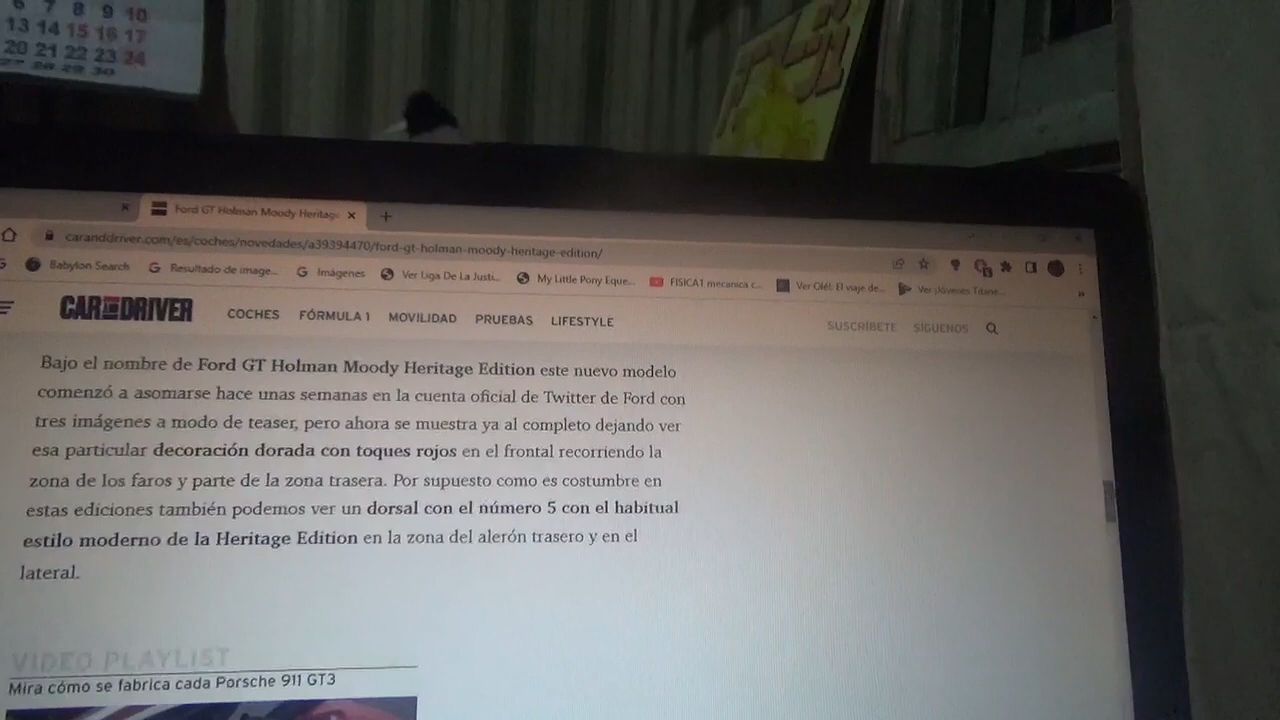 6 7 8 9 10
13 14 15 16 17
20 21 22 23 24
27 28 29 30
Ford GT Holman Moody Heritage
caranddriver.com/es/coches/novedades/a39394470/ford-gt-holman-moody-heritage-edition/
Babylon Search Resultado de image... Imágenes Ver Liga De La Justi... My Little Pony Eque... FISICA1 mecanica c... Ver Olé!: El viaje de... Ver Jóvenes Titane...
CAR AND DRIVER COCHES FÓRMULA 1 MOVILIDAD PRUEBAS LIFESTYLE SUSCRÍBETE SÍGUENOS
Bajo el nombre de Ford GT Holman Moody Heritage Edition este nuevo modelo
comenzó a asomarse hace unas semanas en la cuenta oficial de Twitter de Ford con
tres imágenes a modo de teaser, pero ahora se muestra ya al completo dejando ver
esa particular decoración dorada con toques rojos en el frontal recorriendo la
zona de los faros y parte de la zona trasera. Por supuesto como es costumbre en
estas ediciones también podemos ver un dorsal con el número 5 con el habitual
estilo moderno de la Heritage Edition en la zona del alerón trasero y en el
lateral.
VIDEO PLAYLIST
Mira cómo se fabrica cada Porsche 911 GT3